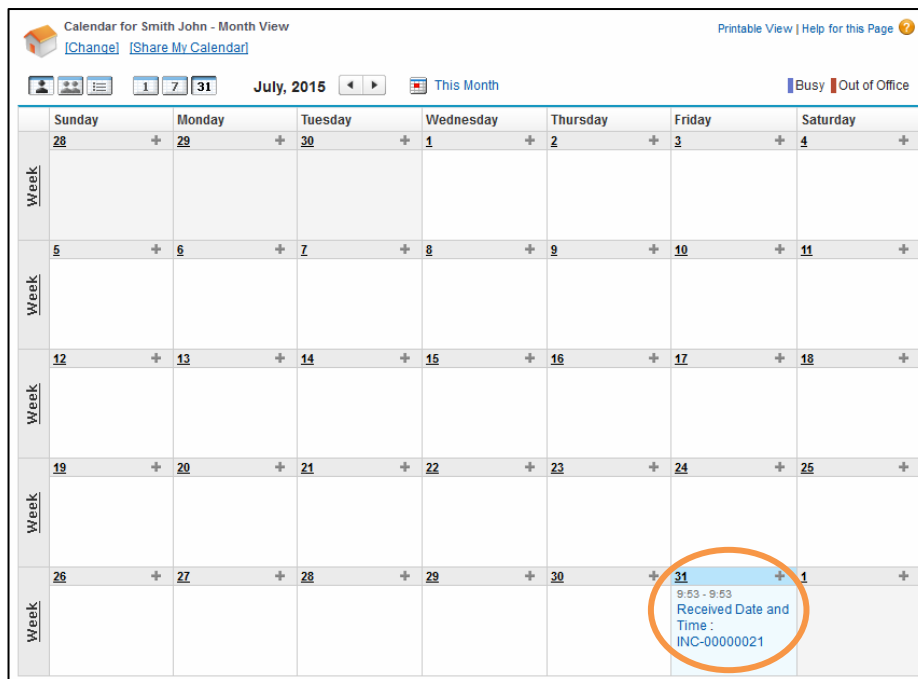 Calendar for Smith John - Month View
Printable View | Help for this Page ?
[Change] [Share My Calendar]
1 7 31 July, 2015 This Month Busy Out of Office
Sunday Monday Tuesday Wednesday Thursday Friday Saturday
Week
28 + 29 + 30 + 1 + 2 + 3 + 4 +
Week
5 + 6 + 7 + 8 + 9 + 10 + 11 +
Week
12 + 13 + 14 + 15 + 16 + 17 + 18 +
Week
19 + 20 + 21 + 22 + 23 + 24 + 25 +
Week
26 + 27 + 28 + 29 + 30 + 31 + 1 +
9:53 - 9:53
Received Date and
Time :
INC-00000021